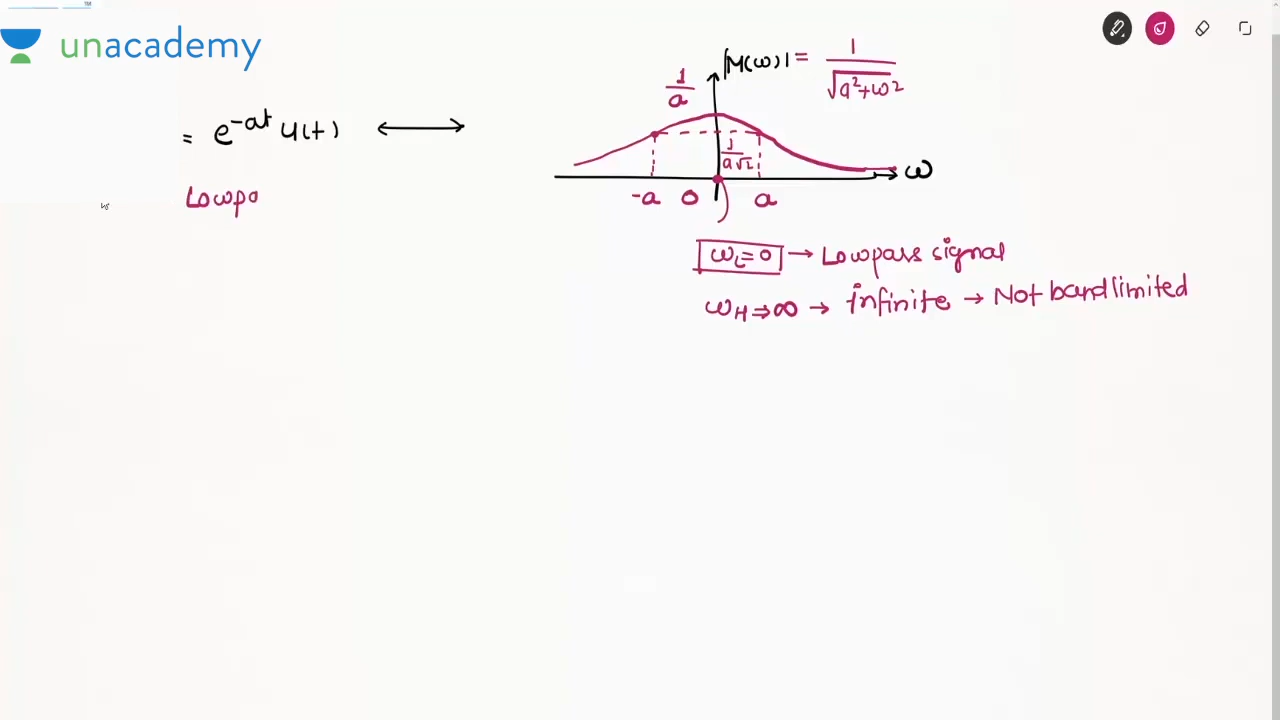 unacademy
|M(ω)| = 1/√(a²+ω²)
1/a
= e^{-at} u(t) ⟷
1/(a√2)
ω
-a 0 a
Lowpa
ω_L=0 → Lowpass signal
ω_H⇒∞ → infinite → Not bandlimited